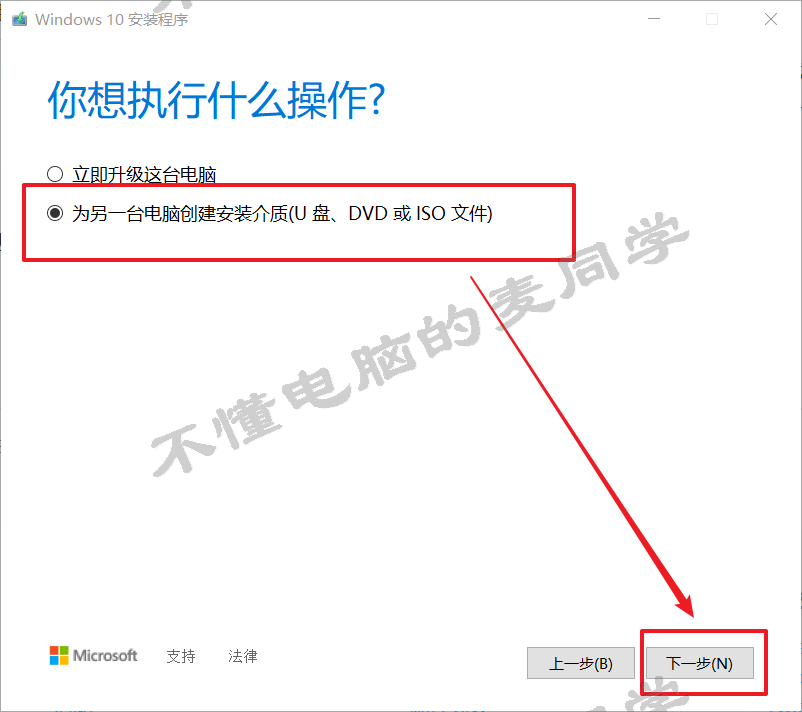 Windows 10 安装程序
你想执行什么操作?
立即升级这台电脑
为另一台电脑创建安装介质(U 盘、DVD 或 ISO 文件)
不懂电脑的麦同学
Microsoft 支持 法律 上一步(B) 下一步(N)